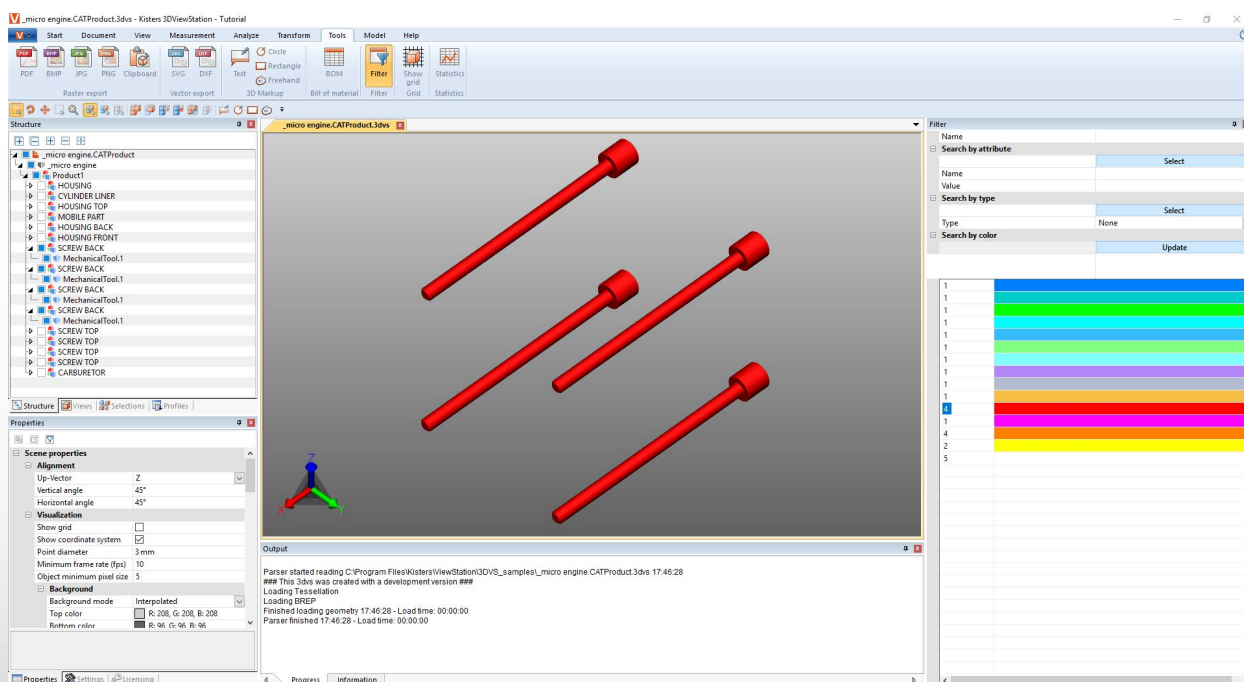 _micro engine.CATProduct.3dvs - Kisters 3DViewStation - Tutorial
Start Document View Measurement Analyze Transform Tools Model Help
PDF BMP JPG PNG Clipboard SVG DXF Text Circle Rectangle Freehand BOM Filter Show grid Statistics
Raster export Vector export 3D Markup Bill of material Filter Grid Statistics
Structure
_micro engine.CATProduct
_micro engine
Product1
HOUSING
CYLINDER LINER
HOUSING TOP
MOBILE PART
HOUSING BACK
HOUSING FRONT
SCREW BACK
MechanicalTool.1
SCREW BACK
MechanicalTool.1
SCREW BACK
MechanicalTool.1
SCREW BACK
MechanicalTool.1
SCREW TOP
SCREW TOP
SCREW TOP
SCREW TOP
CARBURETOR
Structure Views Selections Profiles
Properties
Scene properties
Alignment
Up-Vector Z
Vertical angle 45°
Horizontal angle 45°
Visualization
Show grid
Show coordinate system
Point diameter 3 mm
Minimum frame rate (fps) 10
Object minimum pixel size 5
Background
Background mode Interpolated
Top color R: 208, G: 208, B: 208
Bottom color R: 96, G: 96, B: 96
Properties Settings Licensing
_micro engine.CATProduct.3dvs
Z
X
Y
Output
Parser started reading C:\Program Files\Kisters\ViewStation\3DVS_samples\_micro engine.CATProduct.3dvs 17:46:28
### This 3dvs was created with a development version ###
Loading Tessellation
Loading BREP
Finished loading geometry 17:46:28 - Load time: 00:00:00
Parser finished 17:46:28 - Load time: 00:00:00
Progress Information
Filter
Name
Search by attribute
Select
Name
Value
Search by type
Select
Type None
Search by color
Update
1
1
1
1
1
1
1
1
1
1
4
1
4
2
5